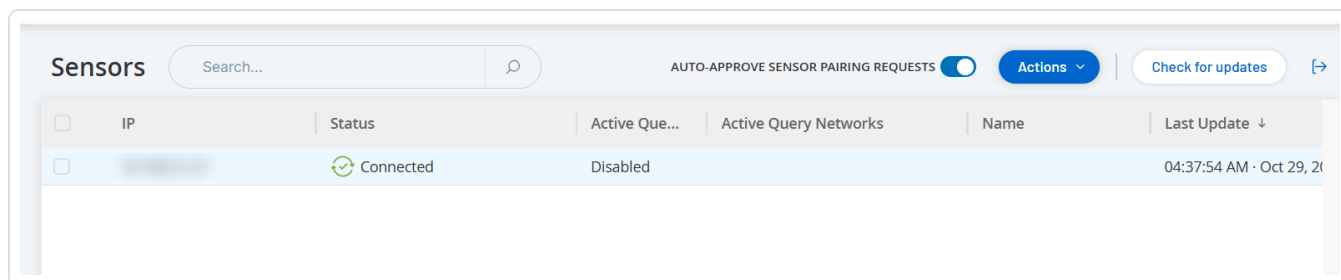 Sensors Search... AUTO-APPROVE SENSOR PAIRING REQUESTS Actions Check for updates
IP Status Active Que... Active Query Networks Name Last Update ↓
Connected Disabled 04:37:54 AM · Oct 29,